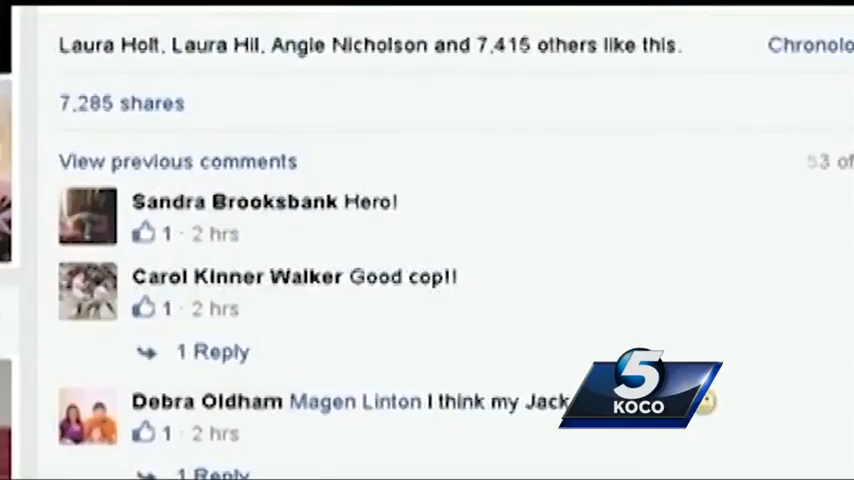 Laura Holt, Laura Hil, Angie Nicholson and 7,415 others like this.
Chronolo
7,285 shares
View previous comments
53 of
Sandra Brooksbank Hero!
1 · 2 hrs
Carol Kinner Walker Good cop!!
1 · 2 hrs
1 Reply
Debra Oldham Magen Linton I think my Jack
1 · 2 hrs
1 Reply
5
KOCO